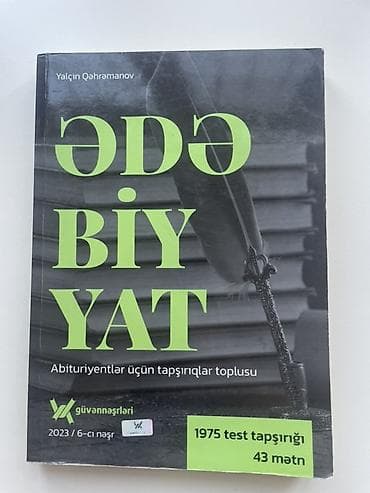 Yalçın Qəhrəmanov
ƏDƏ
BİY
YAT
Abituriyentlər üçün tapşırıqlar toplusu
güvənnəşrləri
2023 / 6-cı nəşr
1975 test tapşırığı
43 mətn